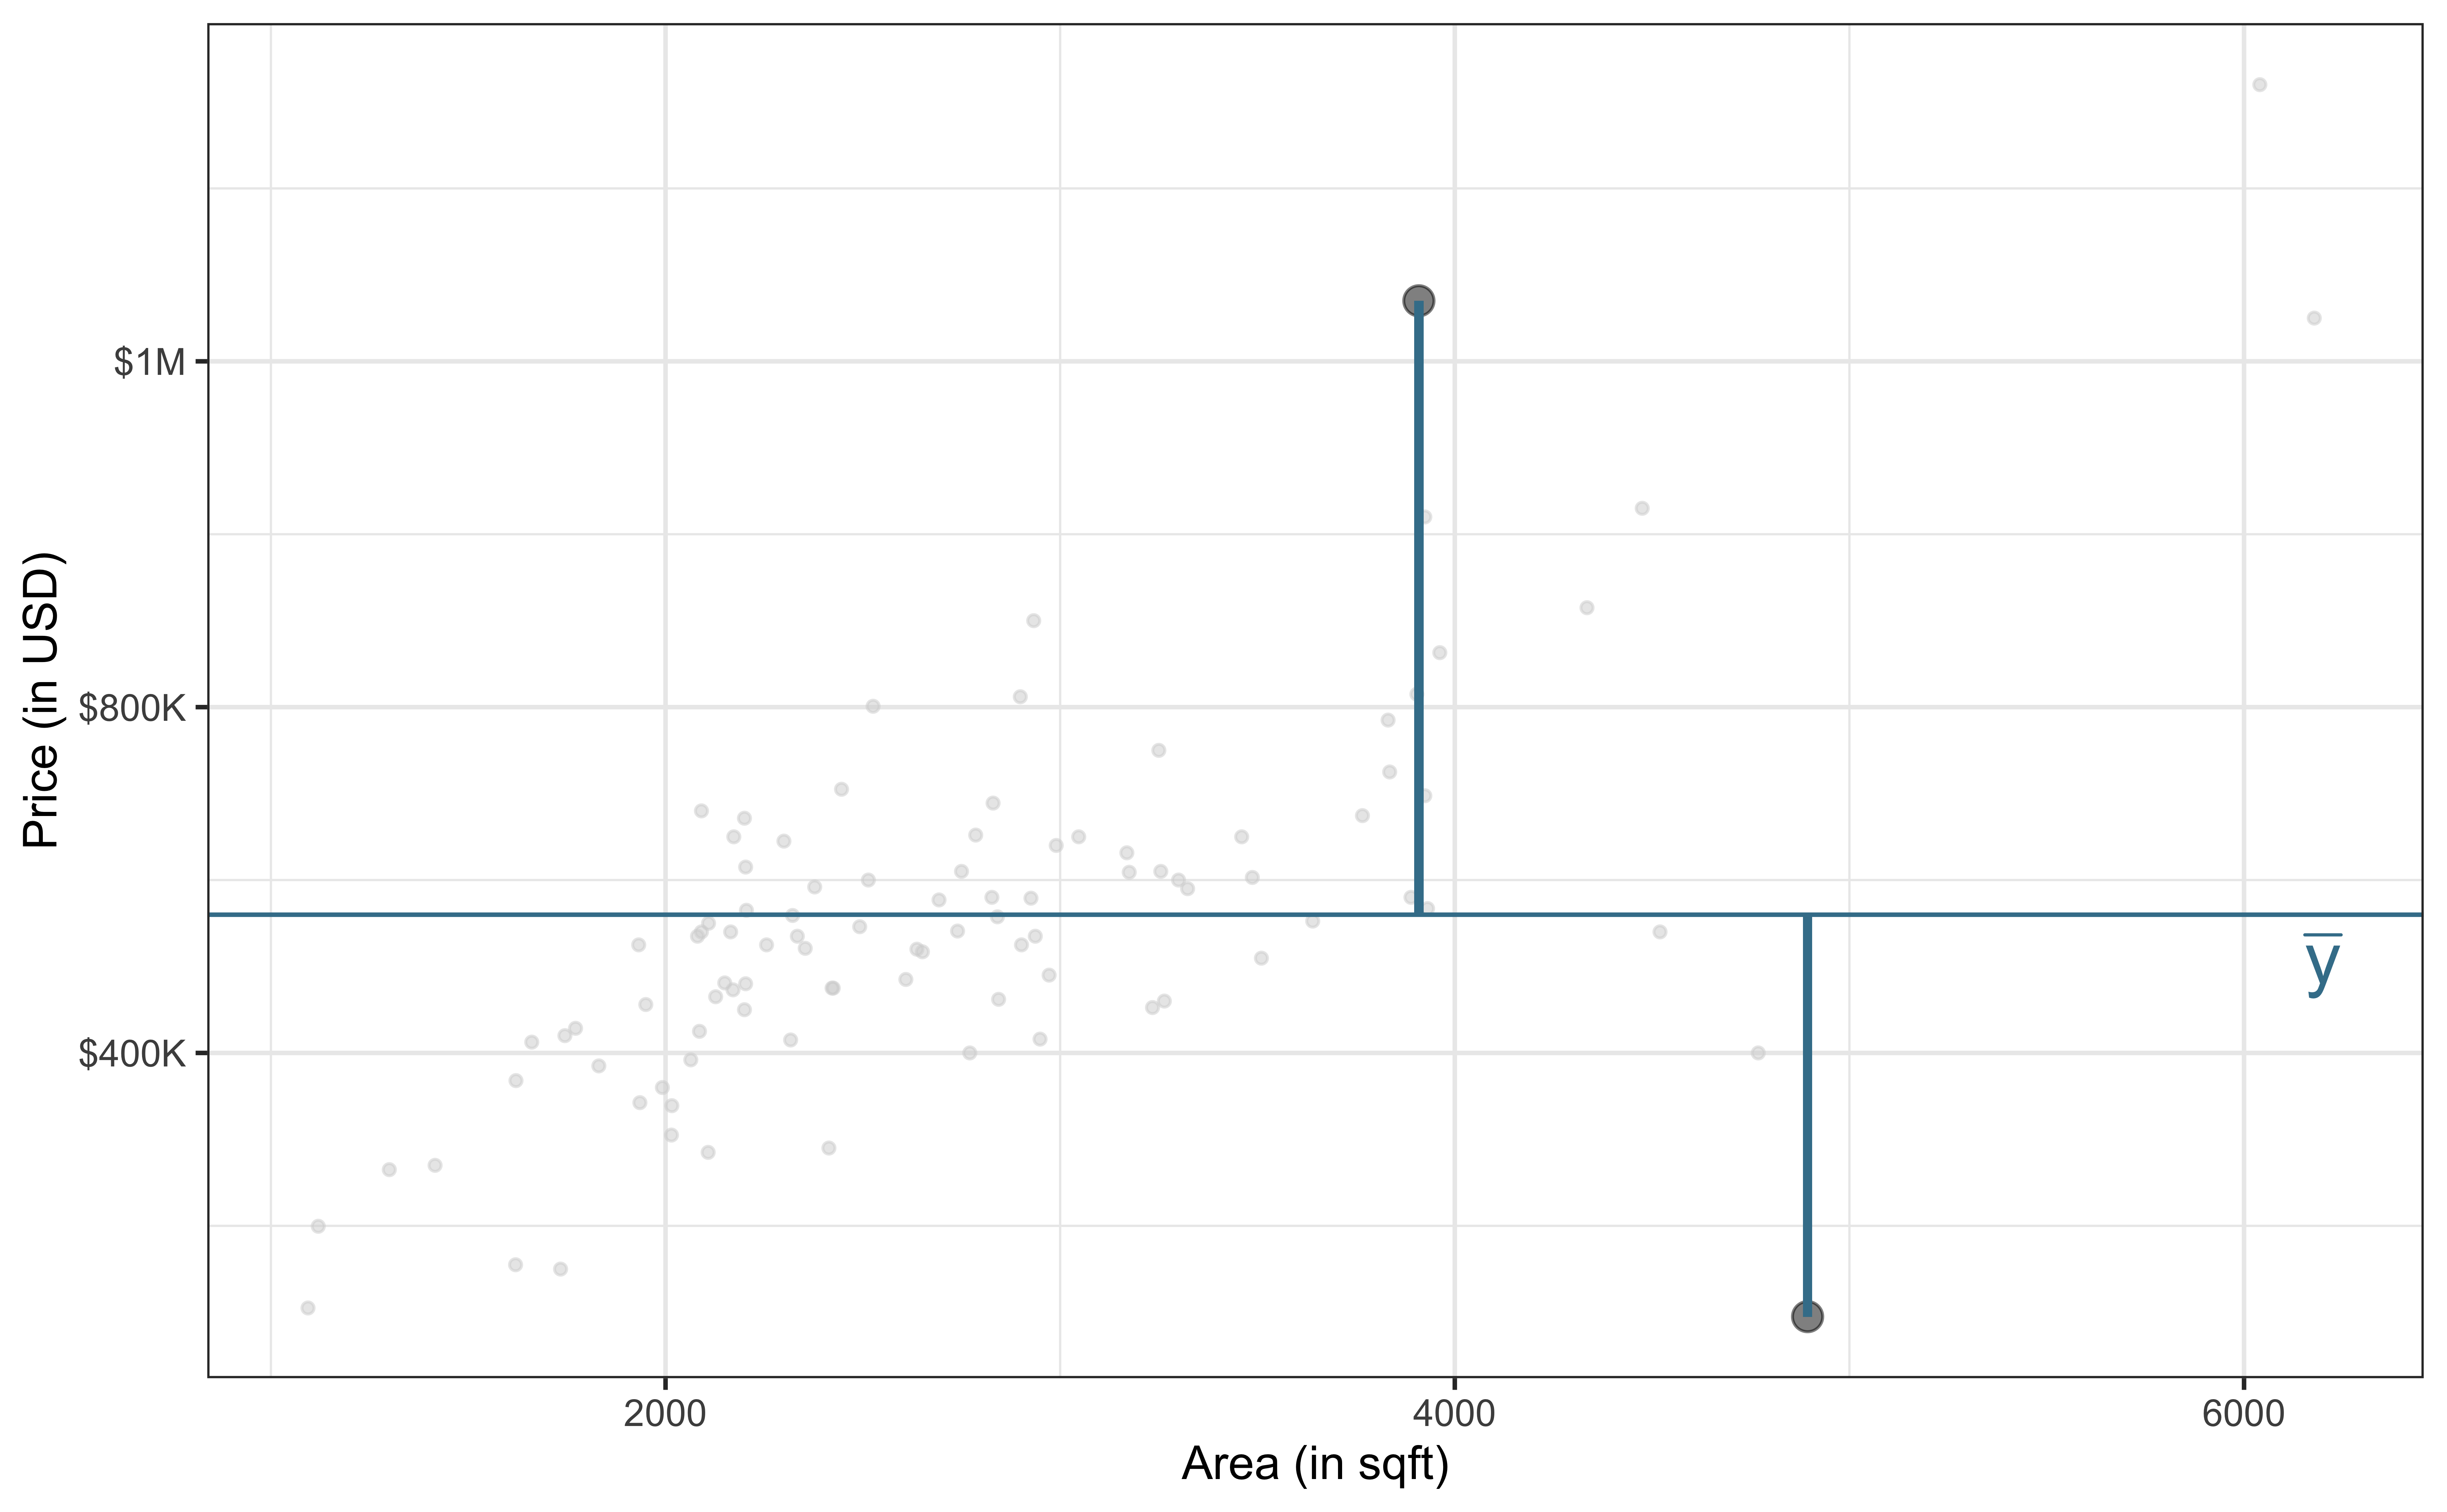 Price (in USD)
$1M
$800K
$400K
y̅
2000 4000 6000
Area (in sqft)